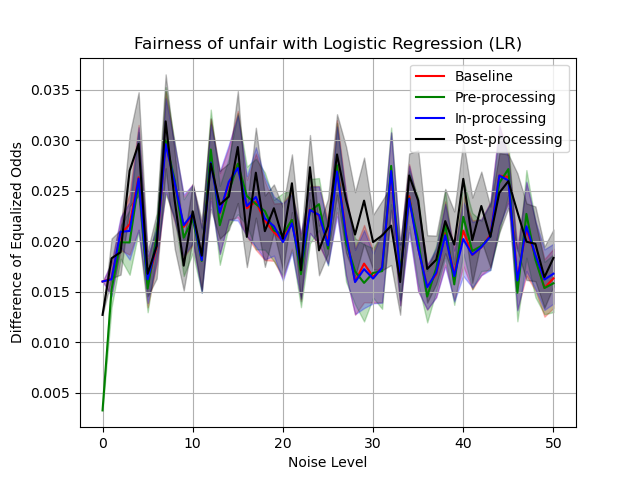 Fairness of unfair with Logistic Regression (LR)
Baseline
Pre-processing
In-processing
Post-processing
Difference of Equalized Odds
0.035
0.030
0.025
0.020
0.015
0.010
0.005
0 10 20 30 40 50
Noise Level